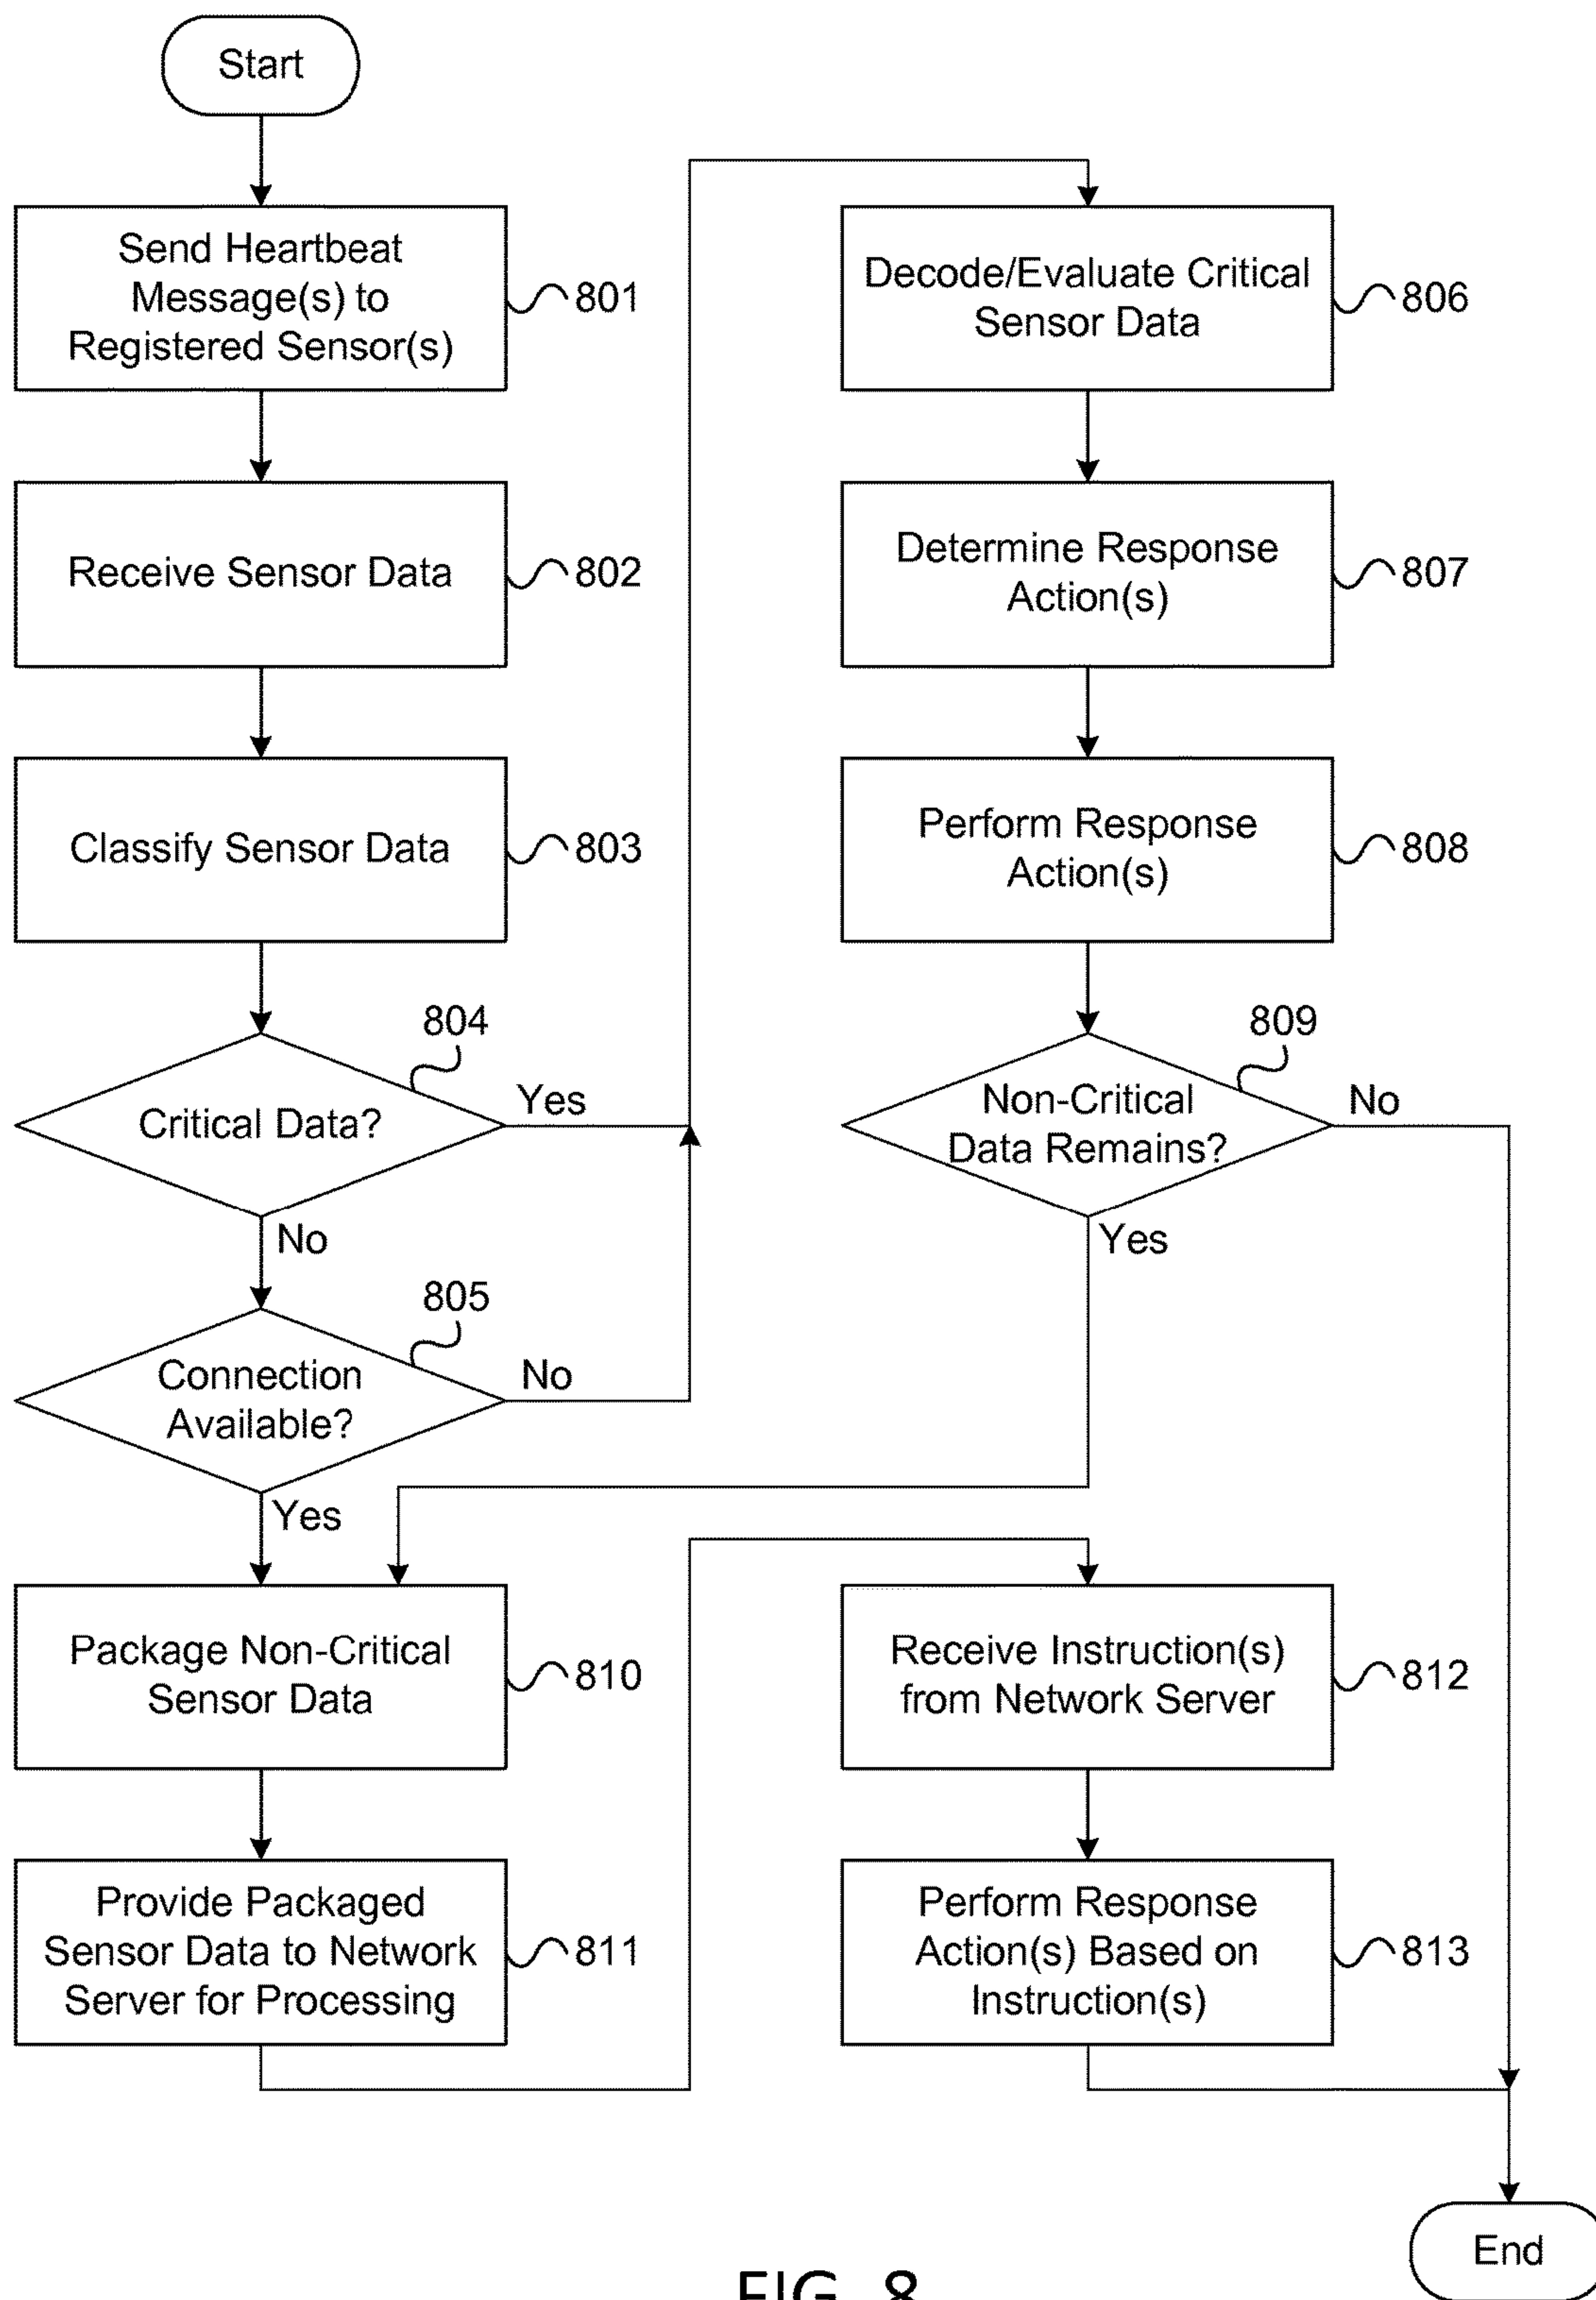 Start
Send Heartbeat
Message(s) to
Registered Sensor(s)
801
Receive Sensor Data
802
Classify Sensor Data
803
804
Critical Data?
Yes
No
805
Connection
Available?
No
Yes
Decode/Evaluate Critical
Sensor Data
806
Determine Response
Action(s)
807
Perform Response
Action(s)
808
809
Non-Critical
Data Remains?
No
Yes
Package Non-Critical
Sensor Data
810
Provide Packaged
Sensor Data to Network
Server for Processing
811
Receive Instruction(s)
from Network Server
812
Perform Response
Action(s) Based on
Instruction(s)
813
End
FIG. 8